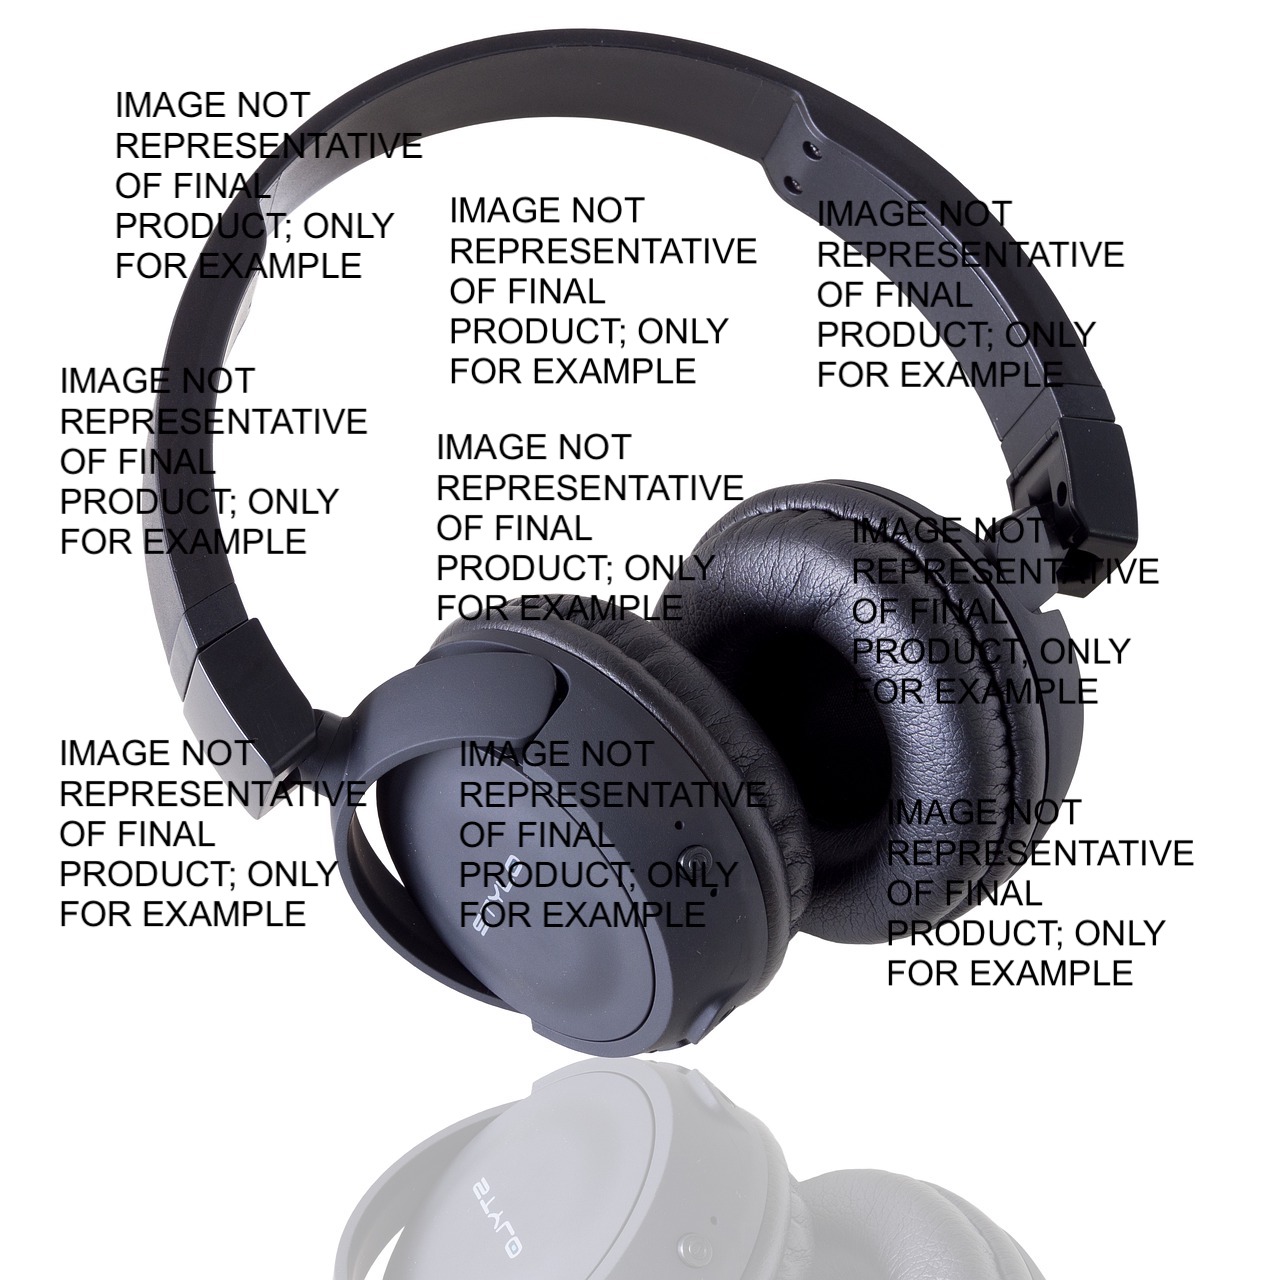 IMAGE NOT
REPRESENTATIVE
OF FINAL
PRODUCT; ONLY
FOR EXAMPLE
IMAGE NOT
REPRESENTATIVE
OF FINAL
PRODUCT; ONLY
FOR EXAMPLE
IMAGE NOT
REPRESENTATIVE
OF FINAL
PRODUCT; ONLY
FOR EXAMPLE
IMAGE NOT
REPRESENTATIVE
OF FINAL
PRODUCT; ONLY
FOR EXAMPLE
IMAGE NOT
REPRESENTATIVE
OF FINAL
PRODUCT; ONLY
FOR EXAMPLE
IMAGE NOT
REPRESENTATIVE
OF FINAL
PRODUCT; ONLY
FOR EXAMPLE
IMAGE NOT
REPRESENTATIVE
OF FINAL
PRODUCT; ONLY
FOR EXAMPLE
IMAGE NOT
REPRESENTATIVE
OF FINAL
PRODUCT; ONLY
FOR EXAMPLE
STYLO
IMAGE NOT
REPRESENTATIVE
OF FINAL
PRODUCT; ONLY
FOR EXAMPLE
STYLO